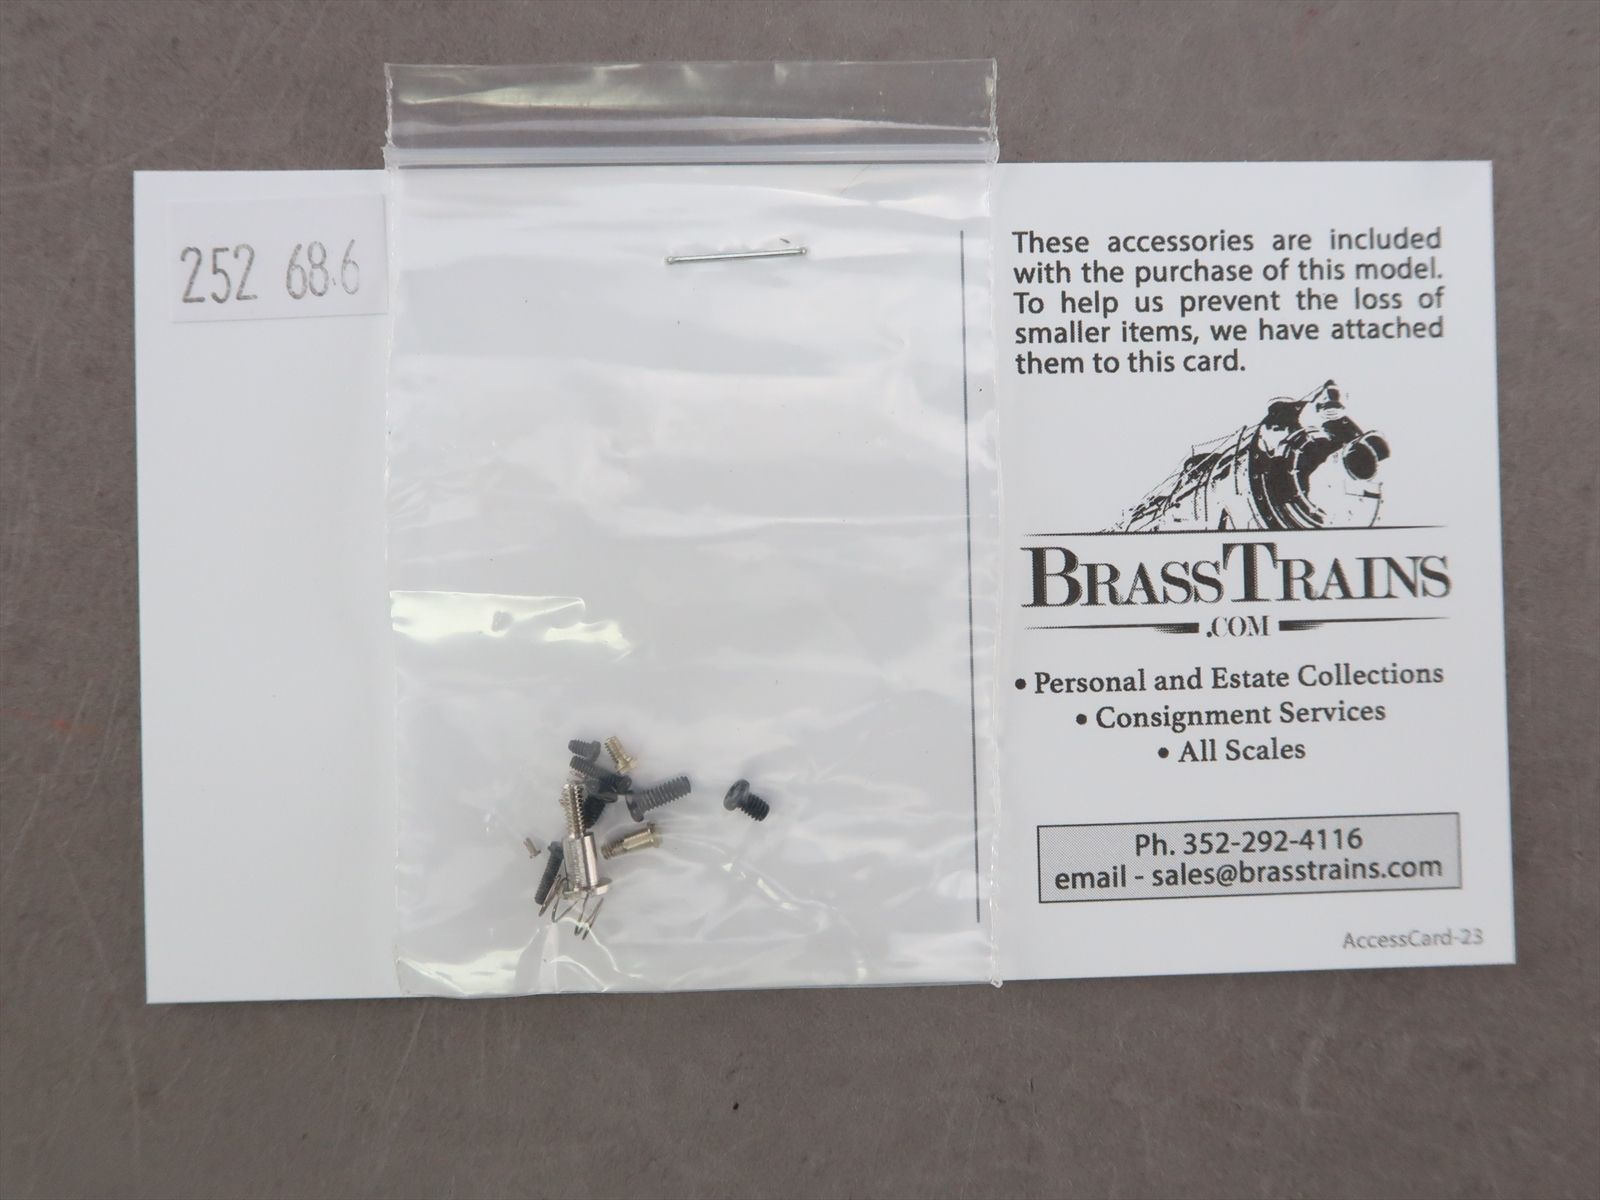 252 68.6
These accessories are included
with the purchase of this model.
To help us prevent the loss of
smaller items, we have attached
them to this card.
BRASSTRAINS
.COM
• Personal and Estate Collections
• Consignment Services
• All Scales
Ph. 352-292-4116
email - sales@brasstrains.com
AccessCard-23